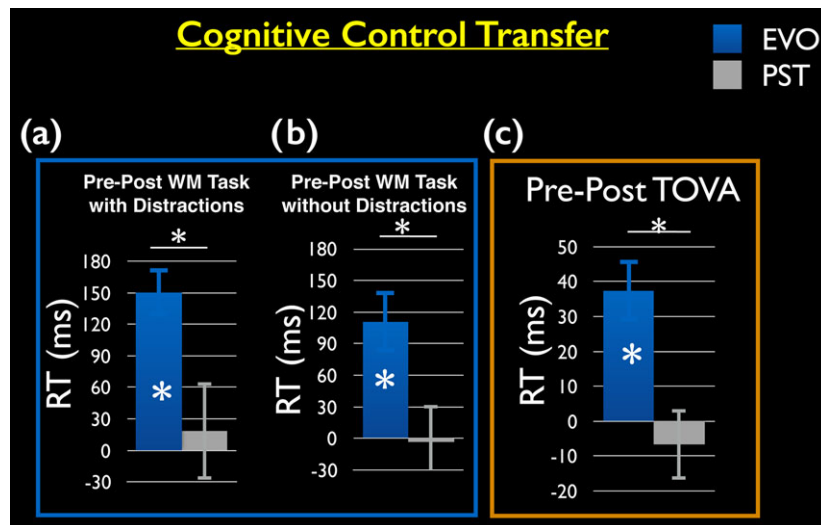 Cognitive Control Transfer
EVO
PST
(a)
(b)
(c)
Pre-Post WM Task
with Distractions
*
180
150
120
90
60
30
0
-30
RT (ms)
*
Pre-Post WM Task
without Distractions
*
180
150
120
90
60
30
0
-30
RT (ms)
*
Pre-Post TOVA
*
50
40
30
20
10
0
-10
-20
RT (ms)
*